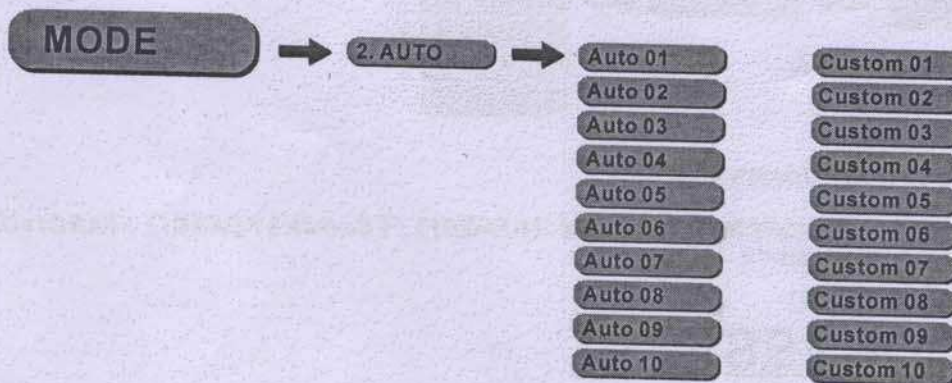 MODE
2. AUTO
Auto 01
Auto 02
Auto 03
Auto 04
Auto 05
Auto 06
Auto 07
Auto 08
Auto 09
Auto 10
Custom 01
Custom 02
Custom 03
Custom 04
Custom 05
Custom 06
Custom 07
Custom 08
Custom 09
Custom 10